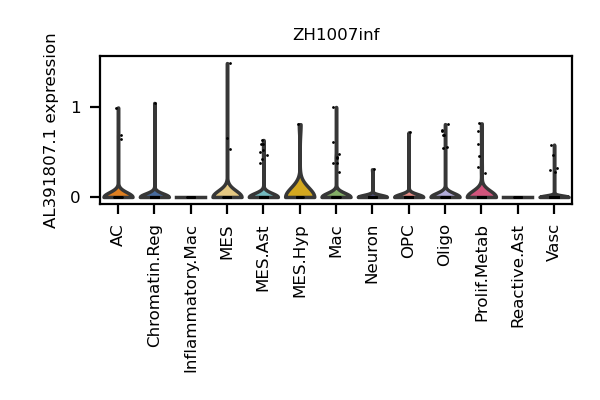 ZH1007inf
AL391807.1 expression
1
0
AC
Chromatin.Reg
Inflammatory.Mac
MES
MES.Ast
MES.Hyp
Mac
Neuron
OPC
Oligo
Prolif.Metab
Reactive.Ast
Vasc